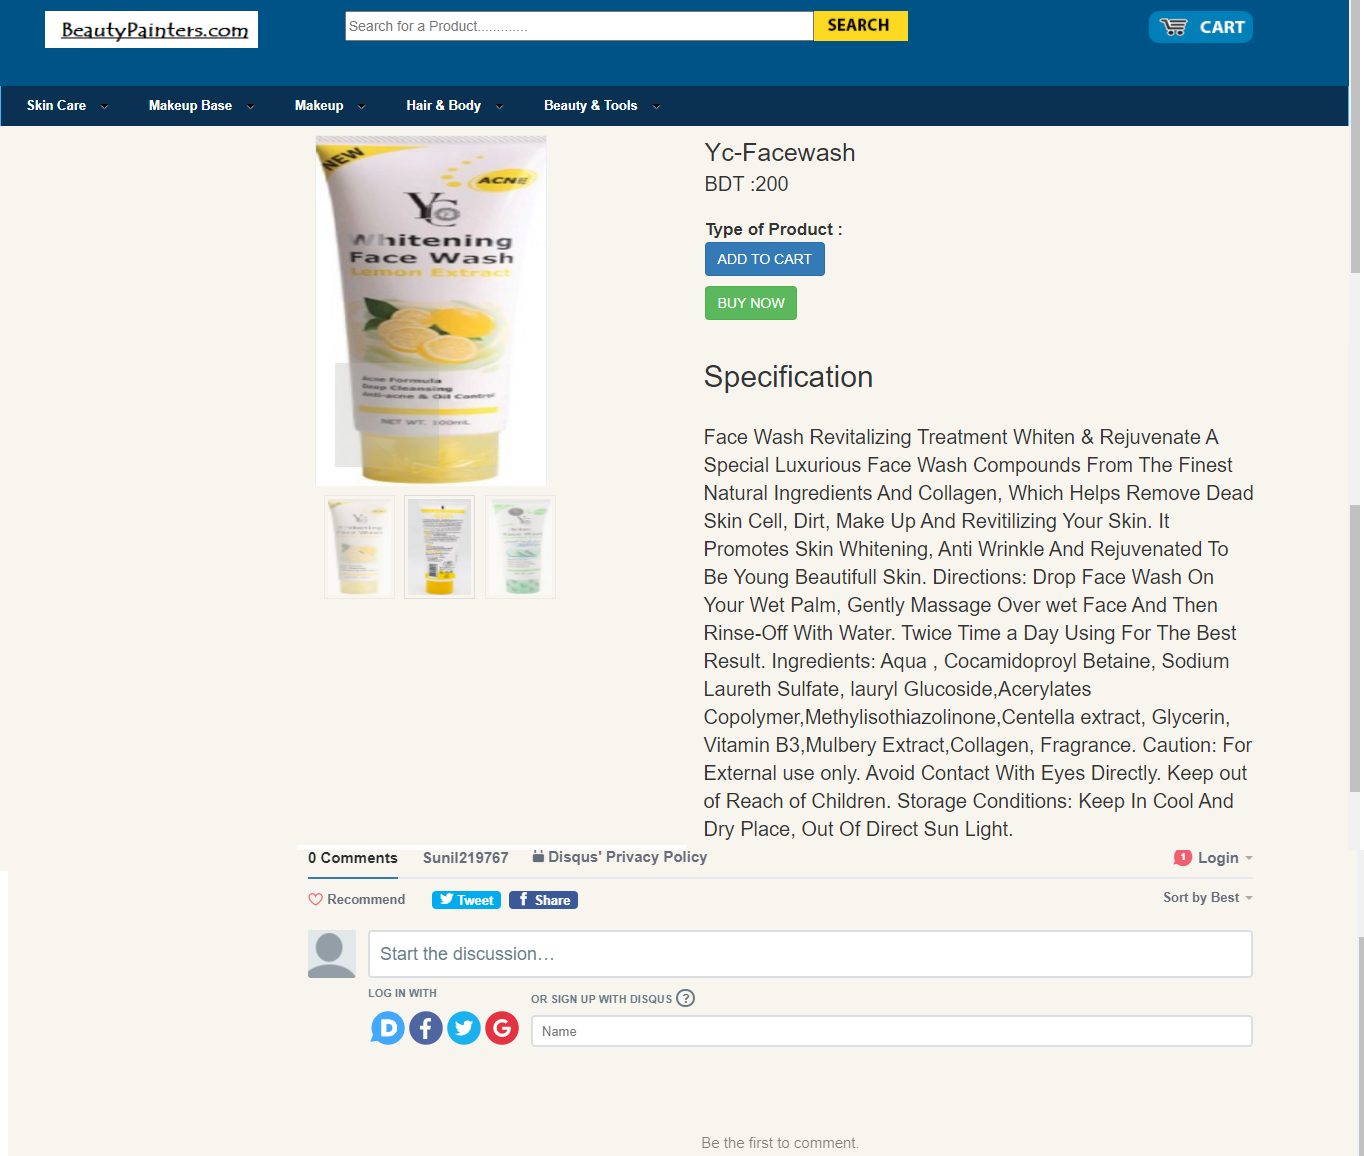 BeautyPainters.com
Search for a Product.............
SEARCH
CART
Skin Care
Makeup Base
Makeup
Hair & Body
Beauty & Tools
NEW
ACNE
YC
Whitening
Face Wash
Lemon Extract
Acne Formula
Deep Cleansing
Anti-acne & Oil Control
NET WT. 100mL
Yc-Facewash
BDT :200
Type of Product :
ADD TO CART
BUY NOW
Specification
Face Wash Revitalizing Treatment Whiten & Rejuvenate A
Special Luxurious Face Wash Compounds From The Finest
Natural Ingredients And Collagen, Which Helps Remove Dead
Skin Cell, Dirt, Make Up And Revitilizing Your Skin. It
Promotes Skin Whitening, Anti Wrinkle And Rejuvenated To
Be Young Beautifull Skin. Directions: Drop Face Wash On
Your Wet Palm, Gently Massage Over wet Face And Then
Rinse-Off With Water. Twice Time a Day Using For The Best
Result. Ingredients: Aqua , Cocamidoproyl Betaine, Sodium
Laureth Sulfate, lauryl Glucoside,Acerylates
Copolymer,Methylisothiazolinone,Centella extract, Glycerin,
Vitamin B3,Mulbery Extract,Collagen, Fragrance. Caution: For
External use only. Avoid Contact With Eyes Directly. Keep out
of Reach of Children. Storage Conditions: Keep In Cool And
Dry Place, Out Of Direct Sun Light.
0 Comments
Sunil219767
Disqus' Privacy Policy
1
Login
Recommend
Tweet
Share
Sort by Best
Start the discussion…
LOG IN WITH
OR SIGN UP WITH DISQUS ?
Name
Be the first to comment.